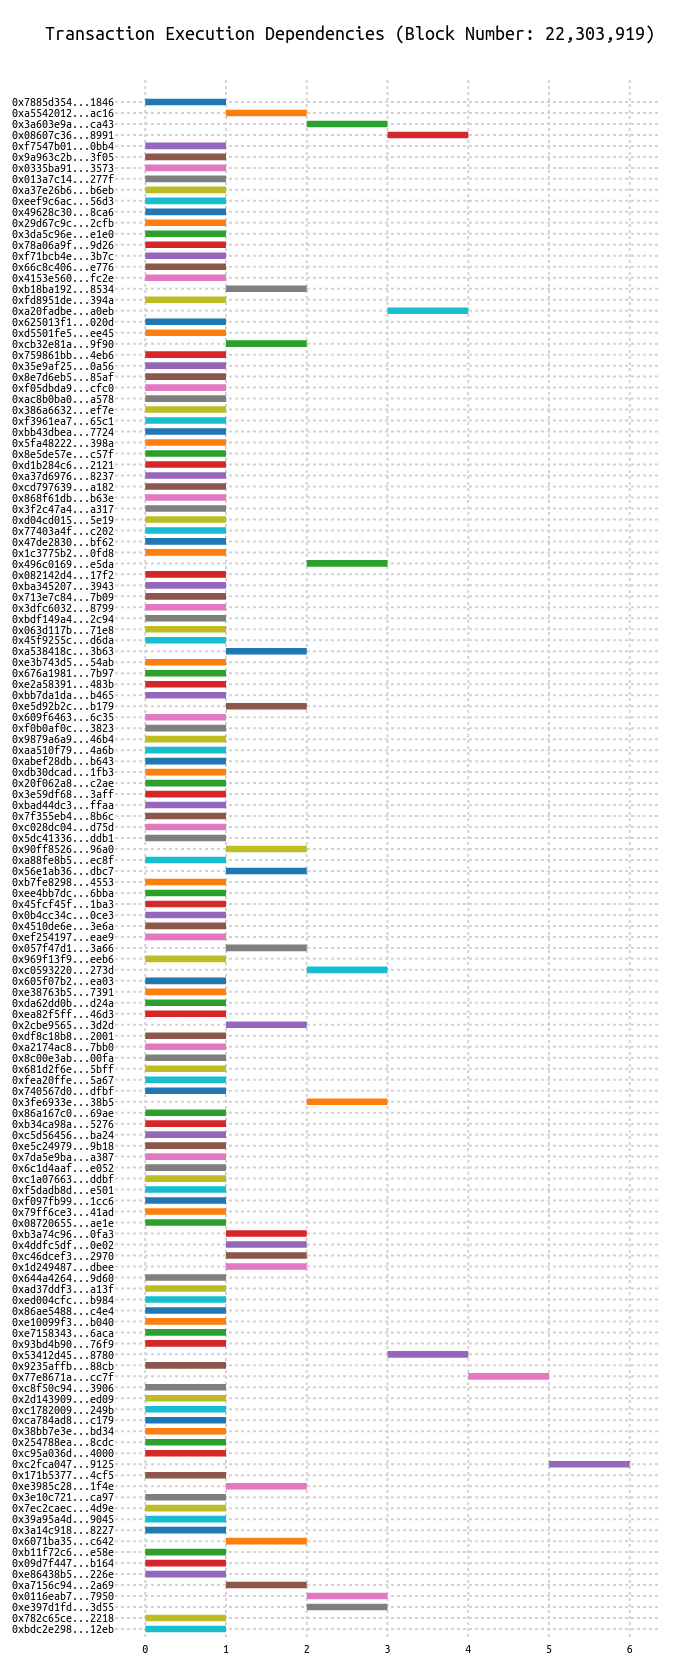 Transaction Execution Dependencies (Block Number: 22,303,919)
0x7885d354...1846
0xa5542012...ac16
0x3a603e9a...ca43
0x08607c36...8991
0xf7547b01...0bb4
0x9a963c2b...3f05
0x0335ba91...3573
0x013a7c14...277f
0xa37e26b6...b6eb
0xeef9c6ac...56d3
0x49628c30...8ca6
0x29d67c9c...2cfb
0x3da5c96e...e1e0
0x78a06a9f...9d26
0xf71bcb4e...3b7c
0x66c8c406...e776
0x4153e560...fc2e
0xb18ba192...8534
0xfd8951de...394a
0xa20fadbe...a0eb
0x625013f1...020d
0xd5501fe5...ee45
0xcb32e81a...9f90
0x759861bb...4eb6
0x35e9af25...0a56
0x8e7d6eb5...85af
0xf05dbda9...cfc0
0xac8b0ba0...a578
0x386a6632...ef7e
0xf3961ea7...65c1
0xbb43dbea...7724
0x5fa48222...398a
0x8e5de57e...c57f
0xd1b284c6...2121
0xa37d6976...8237
0xcd797639...a182
0x868f61db...b63e
0x3f2c47a4...a317
0xd04cd015...5e19
0x77403a4f...c202
0x47de2830...bf62
0x1c3775b2...0fd8
0x496c0169...e5da
0x082142d4...17f2
0xba345207...3943
0x713e7c84...7b09
0x3dfc6032...8799
0xbdf149a4...2c94
0x063d117b...71e8
0x45f9255c...d6da
0xa538418c...3b63
0xe3b743d5...54ab
0x676a1981...7b97
0xe2a58391...483b
0xbb7da1da...b465
0xe5d92b2c...b179
0x609f6463...6c35
0xf0b0af0c...3823
0x9879a6a9...46b4
0xaa510f79...4a6b
0xabef28db...b643
0xdb30dcad...1fb3
0x20f062a8...c2ae
0x3e59df68...3aff
0xbad44dc3...ffaa
0x7f355eb4...8b6c
0xc028dc04...d75d
0x5dc41336...ddb1
0x90ff8526...96a0
0xa88fe8b5...ec8f
0x56e1ab36...dbc7
0xb7fe8298...4553
0xee4bb7dc...6bba
0x45fcf45f...1ba3
0x0b4cc34c...0ce3
0x4510de6e...3e6a
0xef254197...eae9
0x057f47d1...3a66
0x969f13f9...eeb6
0xc0593220...273d
0x605f07b2...ea03
0xe38763b5...7391
0xda62dd0b...d24a
0xea82f5ff...46d3
0x2cbe9565...3d2d
0xdf8c18b8...2001
0xa2174ac8...7bb0
0x8c00e3ab...00fa
0x681d2f6e...5bff
0xfea20ffe...5a67
0x740567d0...dfbf
0x3fe6933e...38b5
0x86a167c0...69ae
0xb34ca98a...5276
0xc5d56456...ba24
0xe5c24979...9b18
0x7da5e9ba...a387
0x6c1d4aaf...e052
0xc1a07663...ddbf
0xf5dadb8d...e501
0xf097fb99...1cc6
0x79ff6ce3...41ad
0x08720655...ae1e
0xb3a74c96...0fa3
0x4ddfc5df...0e02
0xc46dcef3...2970
0x1d249487...dbee
0x644a4264...9d60
0xad37ddf3...a13f
0xed004cfc...b984
0x86ae5488...c4e4
0xe10099f3...b040
0xe7158343...6aca
0x93bd4b90...76f9
0x53412d45...8780
0x9235affb...88cb
0x77e8671a...cc7f
0xc8f50c94...3906
0x2d143909...ed09
0xc1782009...249b
0xca784ad8...c179
0x38bb7e3e...bd34
0x254788ea...8cdc
0xc95a036d...4000
0xc2fca047...9125
0x171b5377...4cf5
0xe3985c28...1f4e
0x3e10c721...ca97
0x7ec2caec...4d9e
0x39a95a4d...9045
0x3a14c918...8227
0x6071ba35...c642
0xb11f72c6...e58e
0x09d7f447...b164
0xe86438b5...226e
0xa7156c94...2a69
0x0116eab7...7950
0xe397d1fd...3d55
0x782c65ce...2218
0xbdc2e298...12eb
0 1 2 3 4 5 6